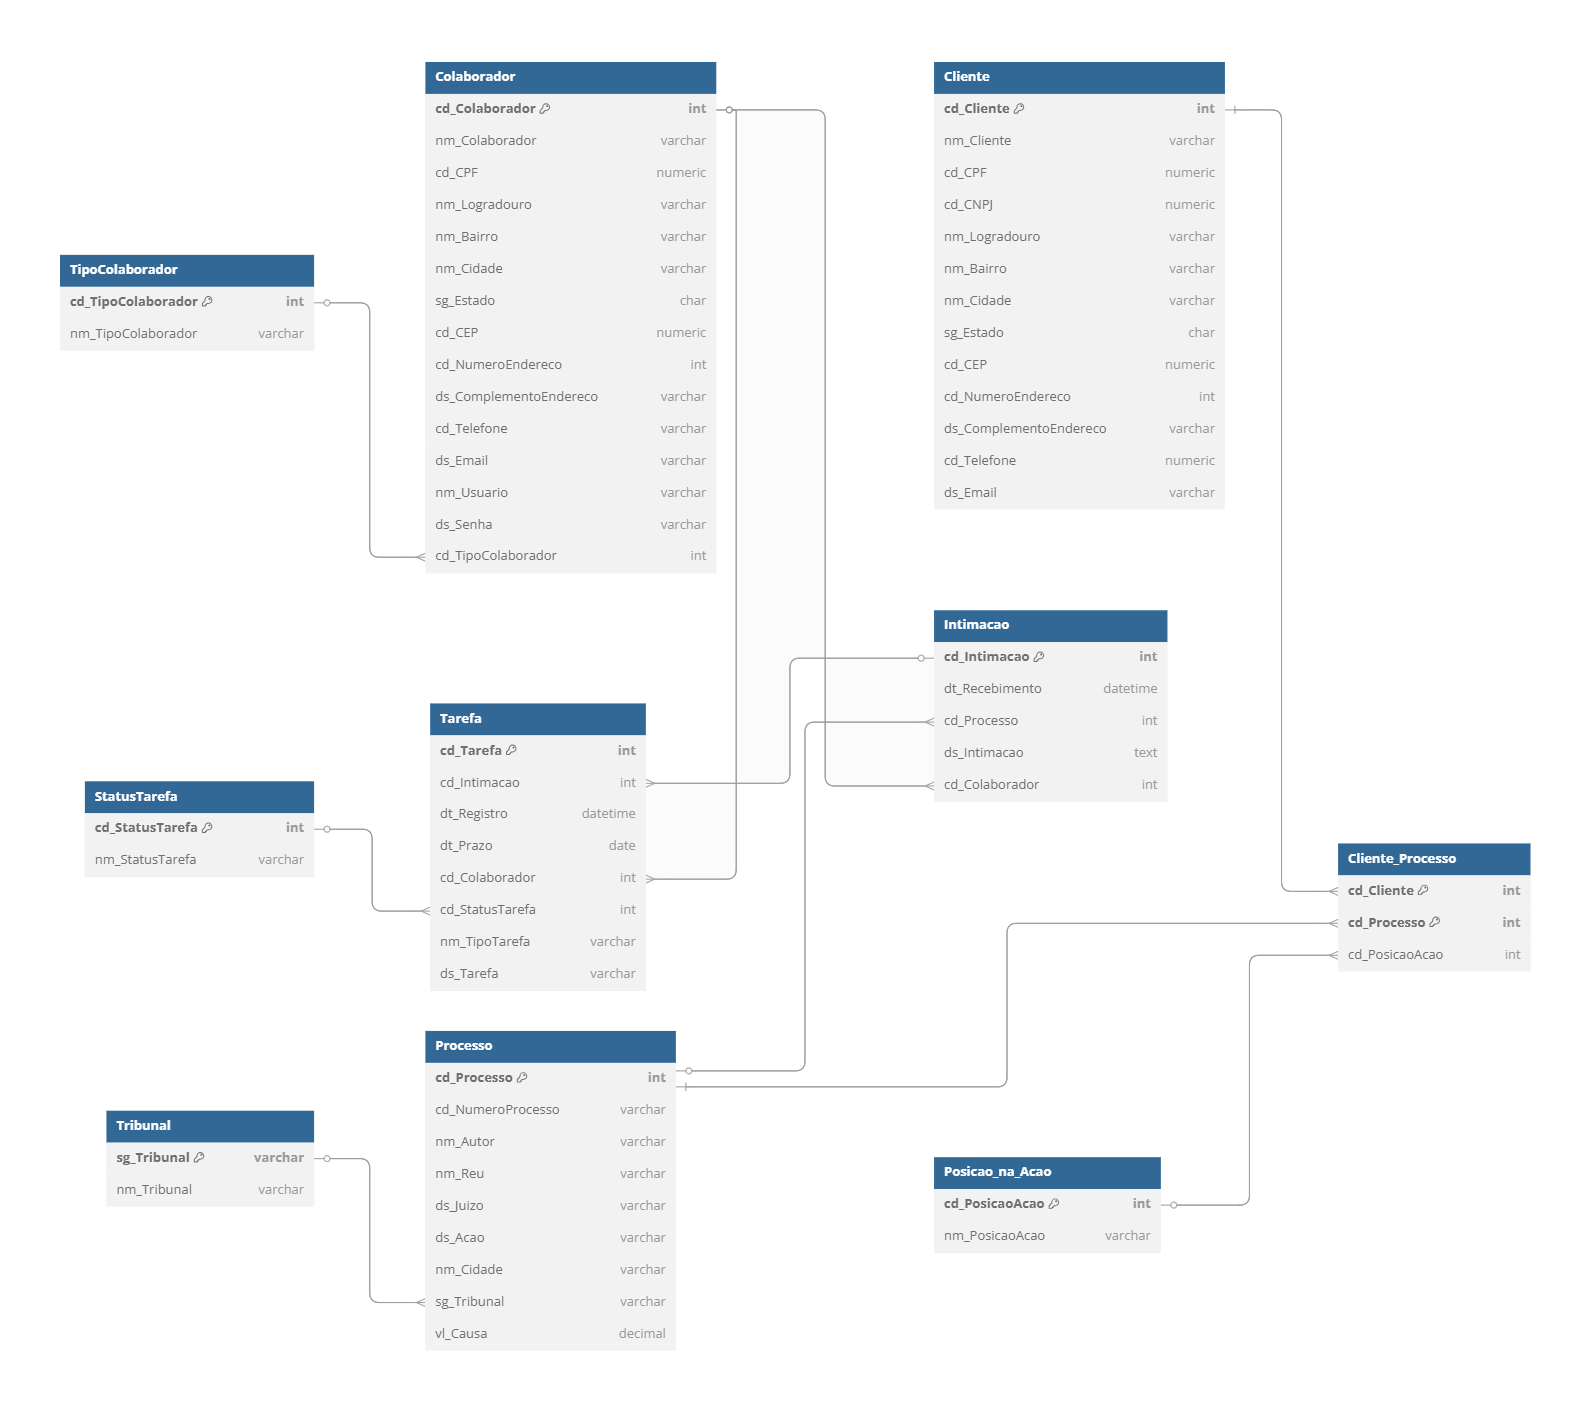 Colaborador
cd_Colaborador int
nm_Colaborador varchar
cd_CPF numeric
nm_Logradouro varchar
nm_Bairro varchar
nm_Cidade varchar
sg_Estado char
cd_CEP numeric
cd_NumeroEndereco int
ds_ComplementoEndereco varchar
cd_Telefone varchar
ds_Email varchar
nm_Usuario varchar
ds_Senha varchar
cd_TipoColaborador int
Cliente
cd_Cliente int
nm_Cliente varchar
cd_CPF numeric
cd_CNPJ numeric
nm_Logradouro varchar
nm_Bairro varchar
nm_Cidade varchar
sg_Estado char
cd_CEP numeric
cd_NumeroEndereco int
ds_ComplementoEndereco varchar
cd_Telefone numeric
ds_Email varchar
TipoColaborador
cd_TipoColaborador int
nm_TipoColaborador varchar
Intimacao
cd_Intimacao int
dt_Recebimento datetime
cd_Processo int
ds_Intimacao text
cd_Colaborador int
Tarefa
cd_Tarefa int
cd_Intimacao int
dt_Registro datetime
dt_Prazo date
cd_Colaborador int
cd_StatusTarefa int
nm_TipoTarefa varchar
ds_Tarefa varchar
StatusTarefa
cd_StatusTarefa int
nm_StatusTarefa varchar
Cliente_Processo
cd_Cliente int
cd_Processo int
cd_PosicaoAcao int
Processo
cd_Processo int
cd_NumeroProcesso varchar
nm_Autor varchar
nm_Reu varchar
ds_Juizo varchar
ds_Acao varchar
nm_Cidade varchar
sg_Tribunal varchar
vl_Causa decimal
Tribunal
sg_Tribunal varchar
nm_Tribunal varchar
Posicao_na_Acao
cd_PosicaoAcao int
nm_PosicaoAcao varchar